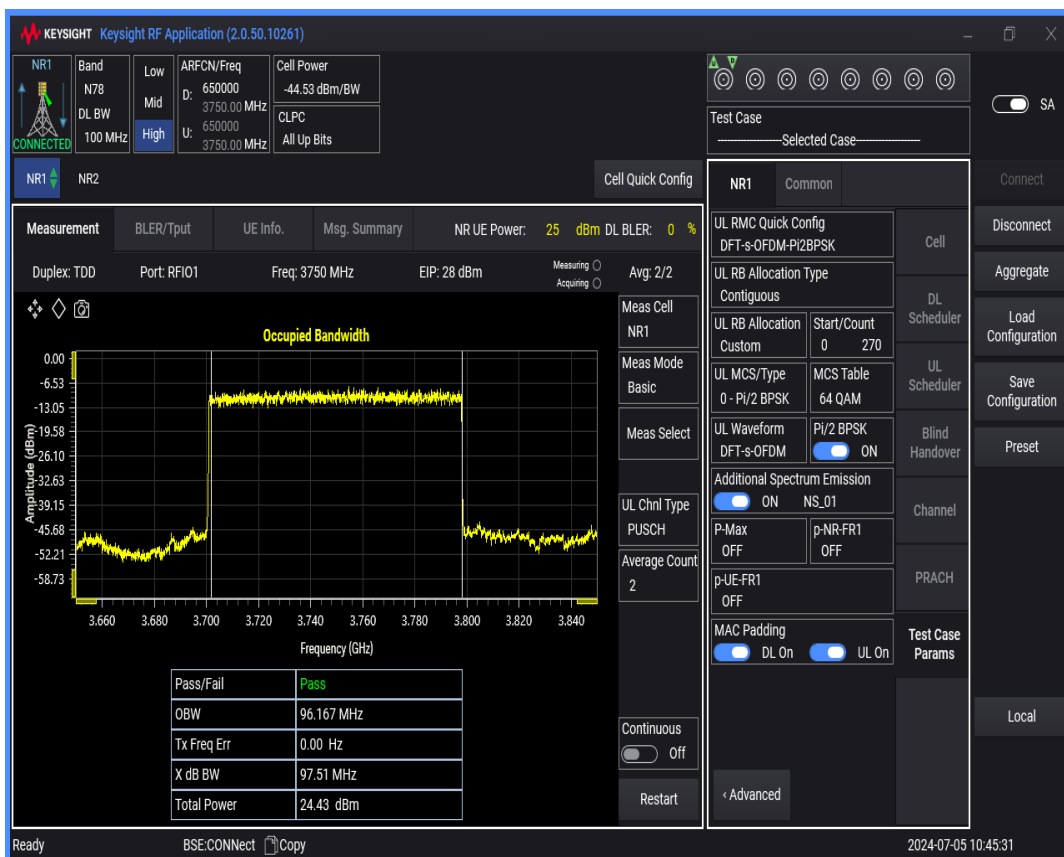 KEYSIGHT Keysight RF Application (2.0.50.10261)
NR1
CONNECTED
Band
N78
DL BW
100 MHz
Low
Mid
High
ARFCN/Freq
D: 650000
3750.00 MHz
U: 650000
3750.00 MHz
Cell Power
-44.53 dBm/BW
CLPC
All Up Bits
Test Case
Selected Case
SA
NR1 NR2 Cell Quick Config
Measurement BLER/Tput UE Info. Msg. Summary NR UE Power: 25 dBm DL BLER: 0 %
Duplex: TDD Port: RFIO1 Freq: 3750 MHz EIP: 28 dBm Measuring Avg: 2/2
Acquiring
Occupied Bandwidth
0.00
-6.53
-13.05
-19.58
-26.10
-32.63
-39.15
-45.68
-52.21
-58.73
Amplitude (dBm)
3.660 3.680 3.700 3.720 3.740 3.760 3.780 3.800 3.820 3.840
Frequency (GHz)
Pass/Fail Pass
OBW 96.167 MHz
Tx Freq Err 0.00 Hz
X dB BW 97.51 MHz
Total Power 24.43 dBm
Meas Cell
NR1
Meas Mode
Basic
Meas Select
UL Chnl Type
PUSCH
Average Count
2
Continuous
Off
Restart
NR1 Common
UL RMC Quick Config
DFT-s-OFDM-Pi2BPSK
UL RB Allocation Type
Contiguous
UL RB Allocation Start/Count
Custom 0 270
UL MCS/Type MCS Table
0 - Pi/2 BPSK 64 QAM
UL Waveform Pi/2 BPSK
DFT-s-OFDM ON
Additional Spectrum Emission
ON NS_01
P-Max p-NR-FR1
OFF OFF
p-UE-FR1
OFF
MAC Padding
DL On UL On
‹ Advanced
Cell
DL
Scheduler
UL
Scheduler
Blind
Handover
Channel
PRACH
Test Case
Params
Connect
Disconnect
Aggregate
Load
Configuration
Save
Configuration
Preset
Local
Ready BSE:CONNect Copy 2024-07-05 10:45:31